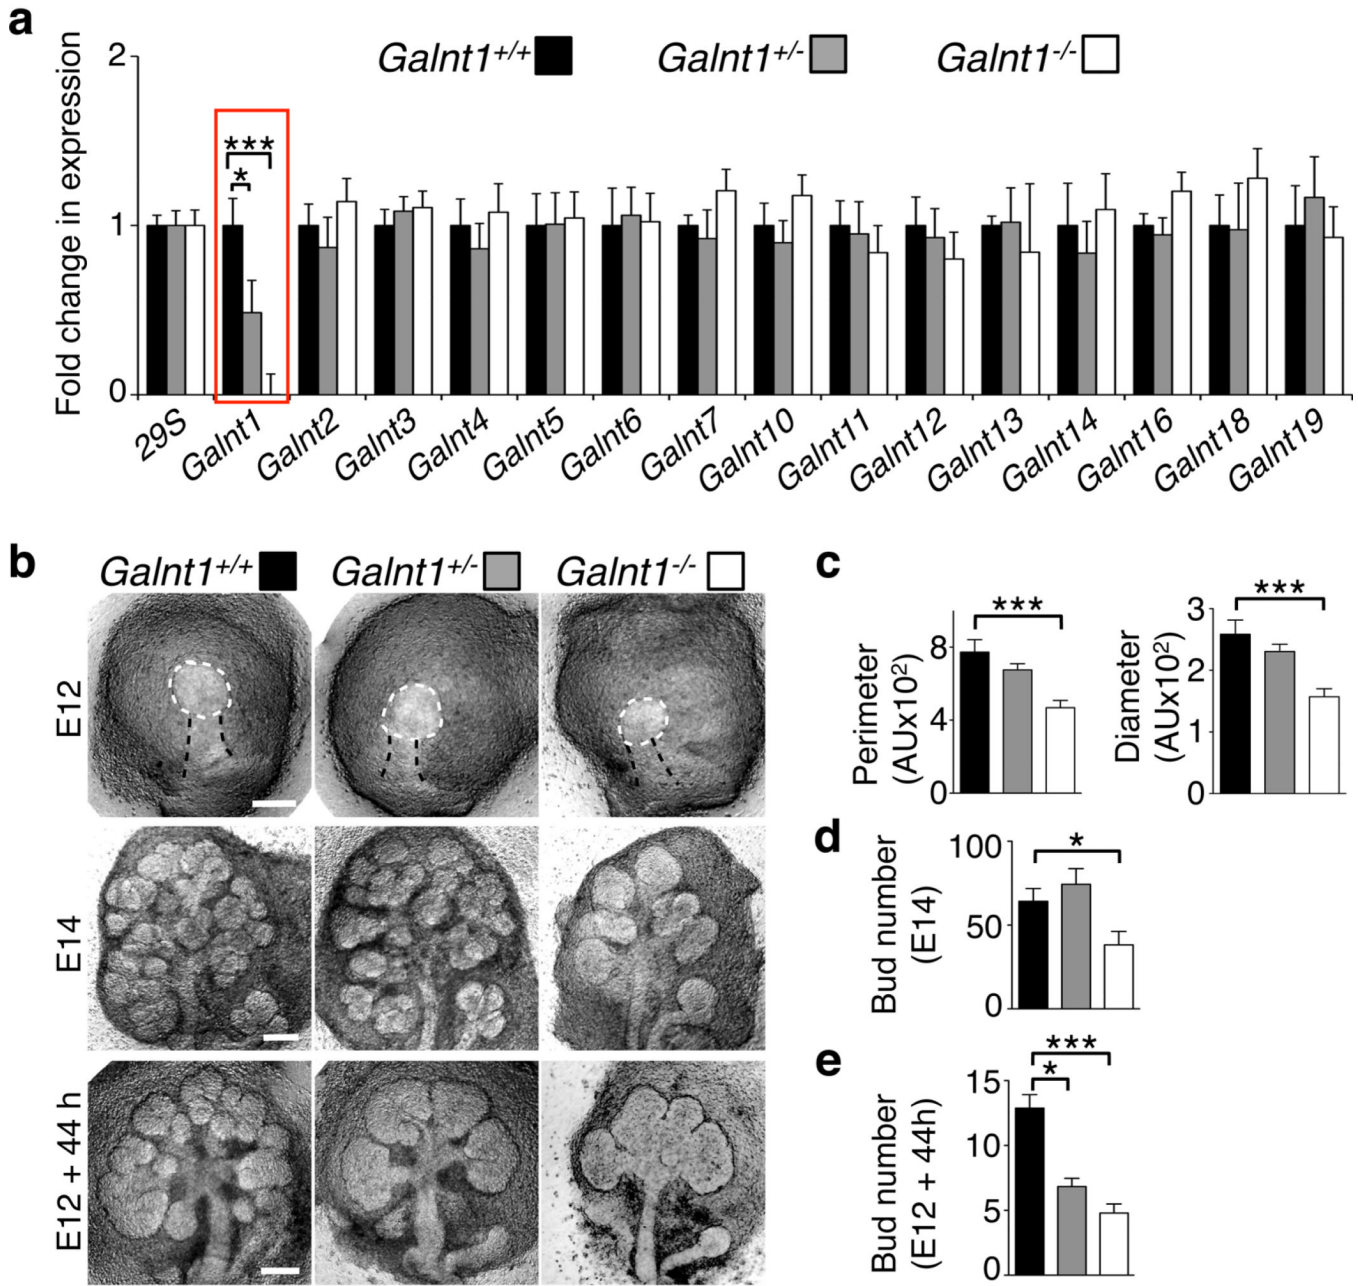 a
Fold change in expression
2
1
0
Galnt1+/+
Galnt1+/-
Galnt1-/-
***
*
29S
Galnt1
Galnt2
Galnt3
Galnt4
Galnt5
Galnt6
Galnt7
Galnt10
Galnt11
Galnt12
Galnt13
Galnt14
Galnt16
Galnt18
Galnt19
b
Galnt1+/+
Galnt1+/-
Galnt1-/-
E12
E14
E12 + 44 h
c
Perimeter
(AUx10²)
8
4
0
***
Diameter
(AUx10²)
3
2
1
0
***
d
Bud number
(E14)
100
50
0
*
e
Bud number
(E12 + 44h)
15
10
5
0
***
*